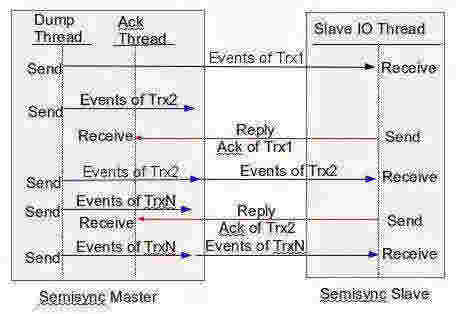 Dump Thread
Ack Thread
Slave IO Thread
Send
Events of Trx1
Receive
Events of Trx2
Send
Receive
Reply
Ack of Trx1
Send
Send
Events of Trx2
Events of Trx2
Receive
Events of TrxN
Send
Receive
Reply
Ack of Trx2
Send
Send
Events of TrxN
Events of TrxN
Receive
Semisync Master
Semisync Slave